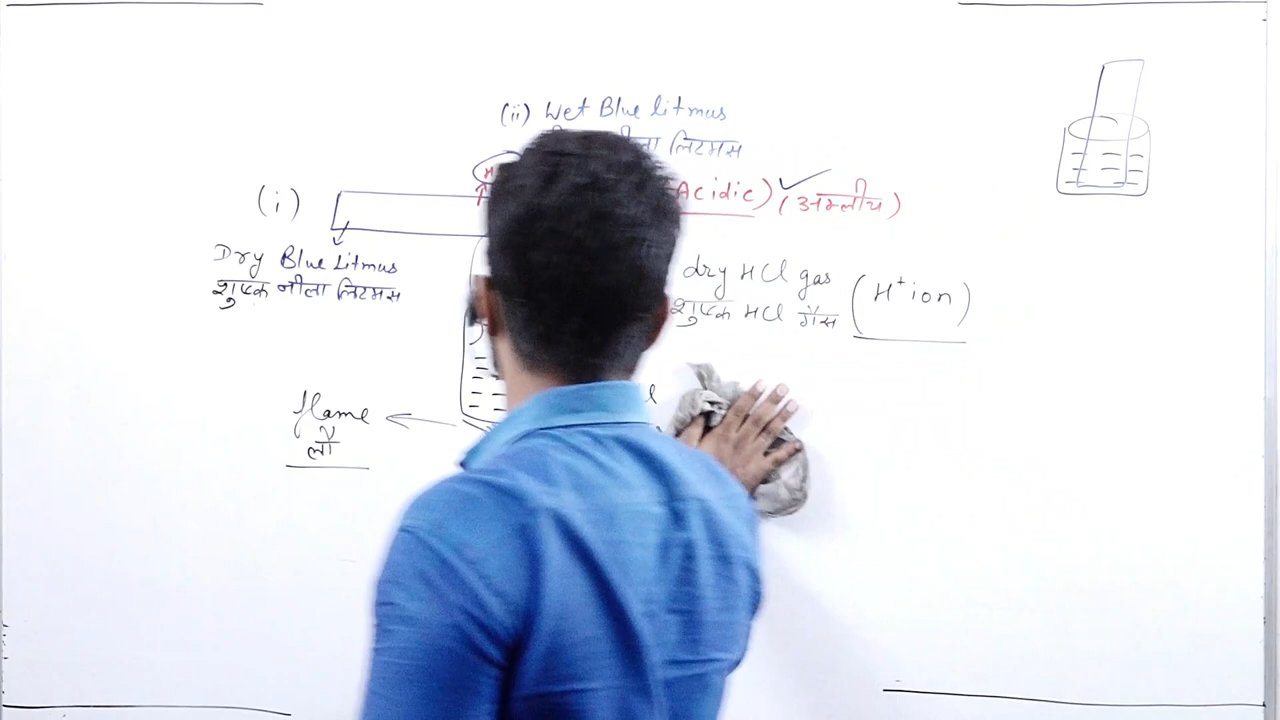 (ii) Wet Blue litmus
लिटमस
H
(i)
Acidic) (अम्लीय)
Dry Blue Litmus
शुष्क नीला लिटमस
dry HCl gas
शुष्क HCl गैस
(H+ion)
flame
लौ